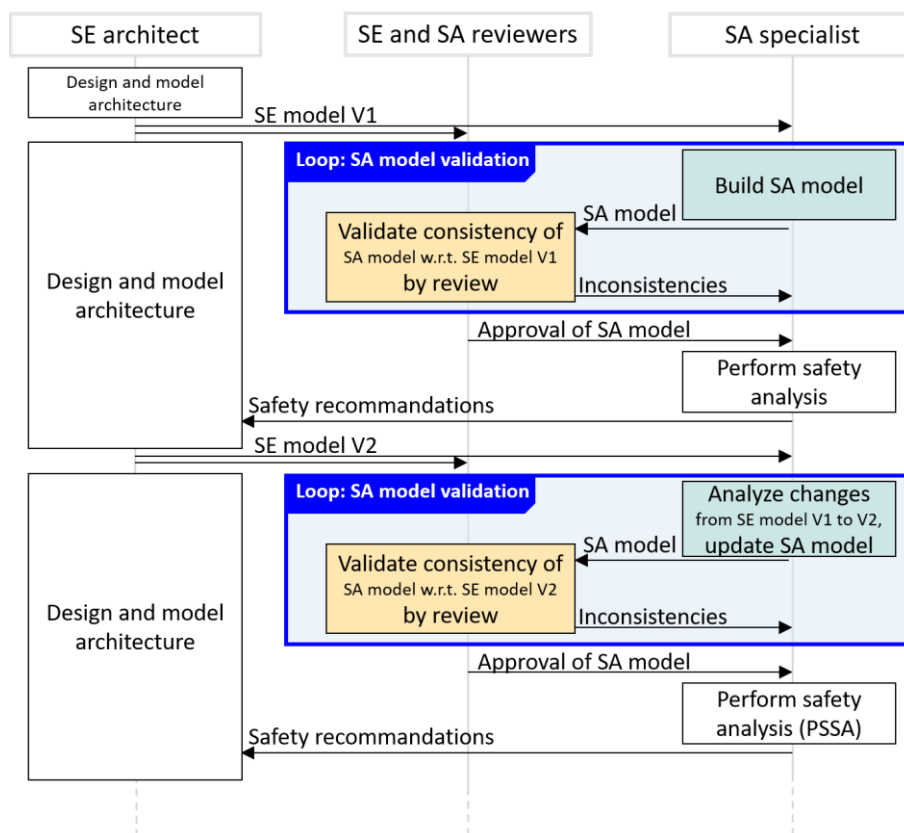 SE architect
SE and SA reviewers
SA specialist
Design and model
architecture
SE model V1
Loop: SA model validation
Build SA model
SA model
Validate consistency of
SA model w.r.t. SE model V1
by review
Inconsistencies
Design and model
architecture
Approval of SA model
Perform safety
analysis
Safety recommandations
SE model V2
Loop: SA model validation
Analyze changes
from SE model V1 to V2,
update SA model
SA model
Validate consistency of
SA model w.r.t. SE model V2
by review
Inconsistencies
Design and model
architecture
Approval of SA model
Perform safety
analysis (PSSA)
Safety recommandations